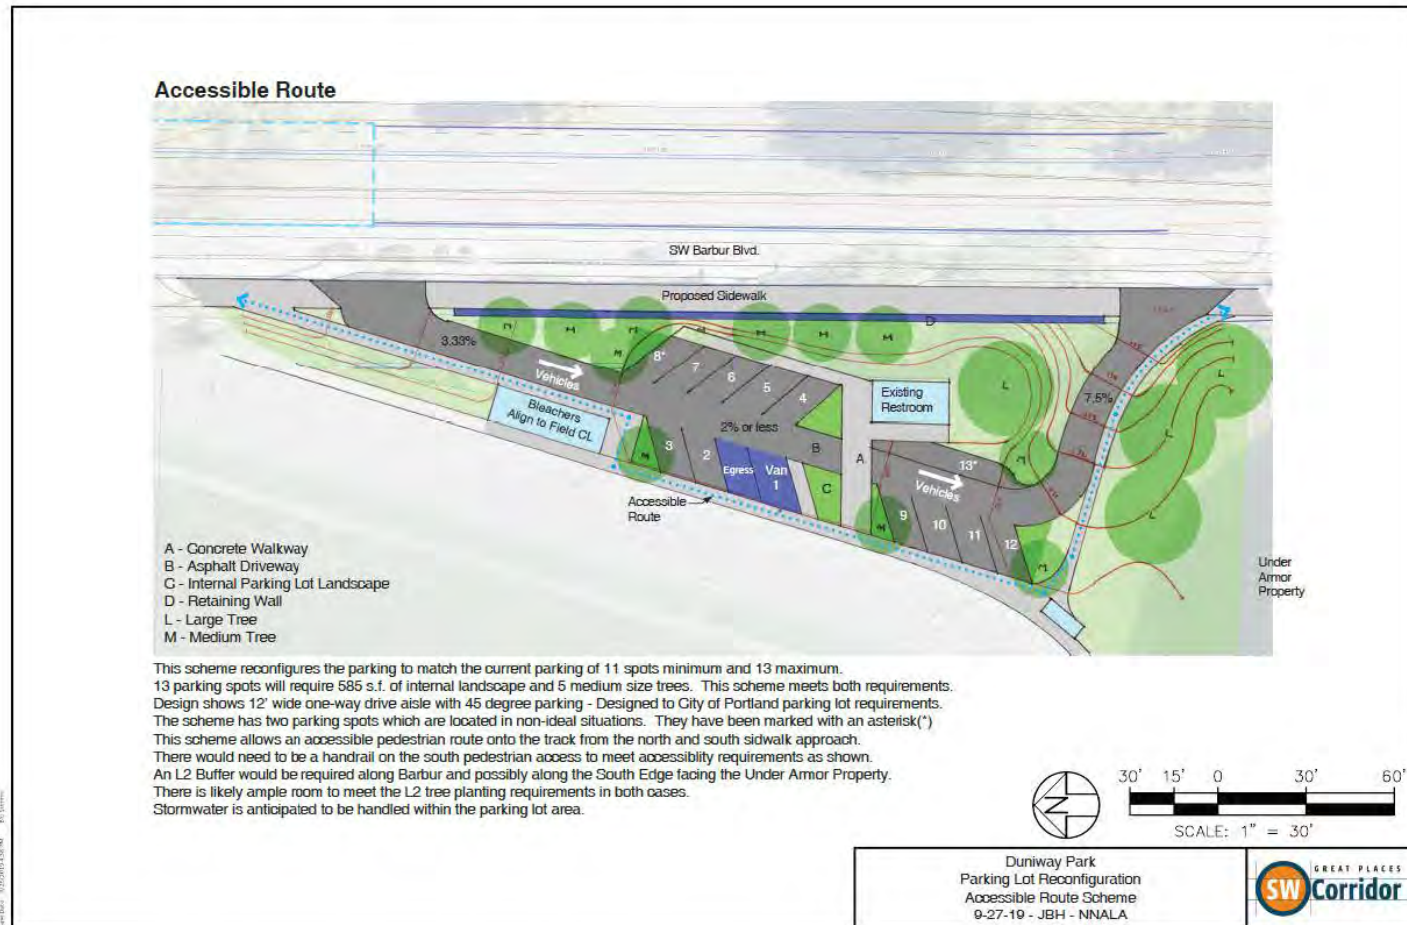 Accessible Route
SW Barbur Blvd.
Proposed Sidewalk
D
M
M
M
M
M
M
M
M
3.33%
Vehicles
8*
7
6
5
4
Existing
Restroom
L
L
7.5%
Bleachers
Align to Field CL
2% or less
3
2
Egress
Van
1
B
A
C
M
13*
Vehicles
M
L
L
Accessible
Route
M
9
10
11
12
M
Under
Armor
Property
A - Concrete Walkway
B - Asphalt Driveway
C - Internal Parking Lot Landscape
D - Retaining Wall
L - Large Tree
M - Medium Tree
This scheme reconfigures the parking to match the current parking of 11 spots minimum and 13 maximum.
13 parking spots will require 585 s.f. of internal landscape and 5 medium size trees. This scheme meets both requirements.
Design shows 12' wide one-way drive aisle with 45 degree parking - Designed to City of Portland parking lot requirements.
The scheme has two parking spots which are located in non-ideal situations. They have been marked with an asterisk(*)
This scheme allows an accessible pedestrian route onto the track from the north and south sidwalk approach.
There would need to be a handrail on the south pedestrian access to meet accessiblity requirements as shown.
An L2 Buffer would be required along Barbur and possibly along the South Edge facing the Under Armor Property.
There is likely ample room to meet the L2 tree planting requirements in both cases.
Stormwater is anticipated to be handled within the parking lot area.
N
30' 15' 0 30' 60'
SCALE: 1" = 30'
Duniway Park
Parking Lot Reconfiguration
Accessible Route Scheme
9-27-19 - JBH - NNALA
GREAT PLACES
SW Corridor